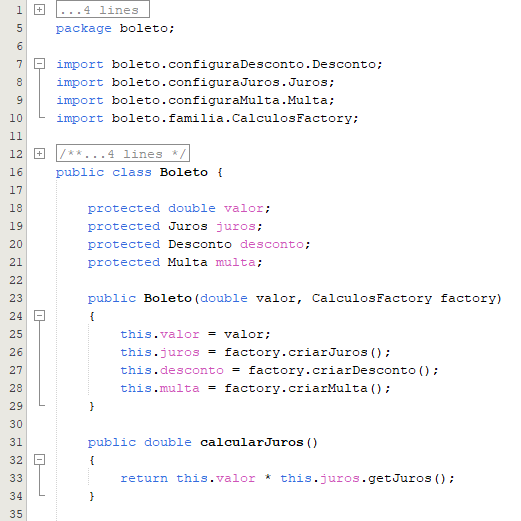 1 ...4 lines
5 package boleto;
6
7 import boleto.configuraDesconto.Desconto;
8 import boleto.configuraJuros.Juros;
9 import boleto.configuraMulta.Multa;
10 import boleto.familia.CalculosFactory;
11
12 /**...4 lines */
16 public class Boleto {
17
18 protected double valor;
19 protected Juros juros;
20 protected Desconto desconto;
21 protected Multa multa;
22
23 public Boleto(double valor, CalculosFactory factory)
24 {
25 this.valor = valor;
26 this.juros = factory.criarJuros();
27 this.desconto = factory.criarDesconto();
28 this.multa = factory.criarMulta();
29 }
30
31 public double calcularJuros()
32 {
33 return this.valor * this.juros.getJuros();
34 }
35